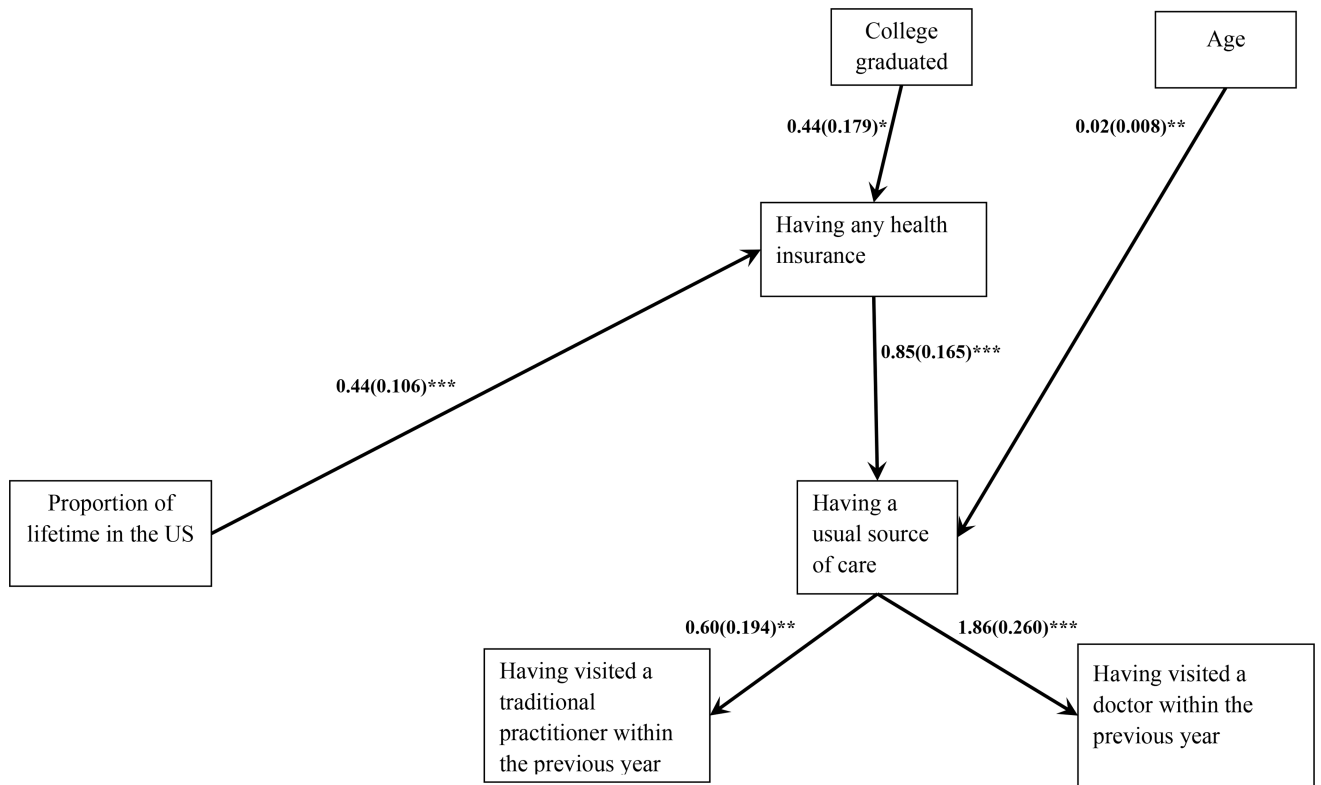 College
graduated
Age
0.44(0.179)*
0.02(0.008)**
Having any health
insurance
0.85(0.165)***
0.44(0.106)***
Proportion of
lifetime in the US
Having a
usual source
of care
0.60(0.194)**
1.86(0.260)***
Having visited a
traditional
practitioner within
the previous year
Having visited a
doctor within the
previous year